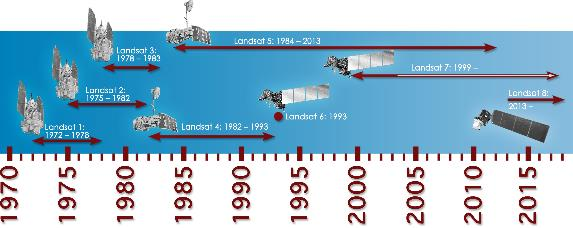 Landsat 3:
1978 – 1983
Landsat 5: 1984 – 2013
Landsat 7: 1999 –
Landsat 2:
1975 – 1982
Landsat 8:
2013 –
Landsat 6: 1993
Landsat 1:
1972 – 1978
Landsat 4: 1982 – 1993
1970
1975
1980
1985
1990
1995
2000
2005
2010
2015